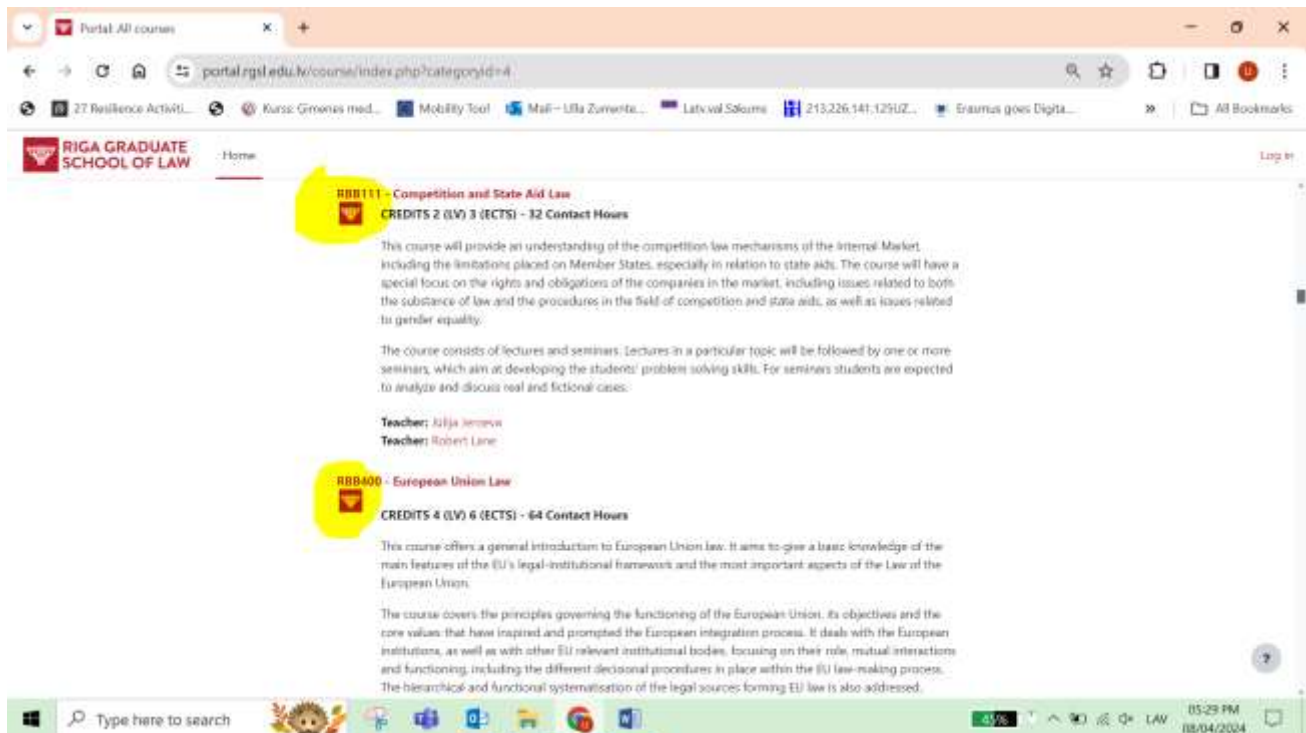 Portal: All courses
portal.rgsl.edu.lv/course/index.php?categoryid=4
27 Resilience Activiti...
Kurss: Gimenes med...
Mobility Tool
Mail – Ulla Zumente...
Latv.val.Sākums
213.226.141.129UZ...
Erasmus goes Digita...
»
All Bookmarks
RIGA GRADUATE
SCHOOL OF LAW
Home
Log in
RBB111 - Competition and State Aid Law
CREDITS 2 (LV) 3 (ECTS) - 32 Contact Hours
This course will provide an understanding of the competition law mechanisms of the Internal Market,
including the limitations placed on Member States, especially in relation to state aids. The course will have a
special focus on the rights and obligations of the companies in the market, including issues related to both
the substance of law and the procedures in the field of competition and state aids, as well as issues related
to gender equality.
The course consists of lectures and seminars. Lectures in a particular topic will be followed by one or more
seminars, which aim at developing the students' problem solving skills. For seminars students are expected
to analyze and discuss real and fictional cases.
Teacher: Jūlija
Teacher: Robert Lane
RBB400 - European Union Law
CREDITS 4 (LV) 6 (ECTS) - 64 Contact Hours
This course offers a general introduction to European Union law. It aims to give a basic knowledge of the
main features of the EU's legal-institutional framework and the most important aspects of the Law of the
European Union.
The course covers the principles governing the functioning of the European Union, its objectives and the
core values that have inspired and prompted the European integration process. It deals with the European
institutions, as well as with other EU relevant institutional bodies, focusing on their role, mutual interactions
and functioning, including the different decisional procedures in place within the EU law-making process.
The hierarchical and functional systematisation of the legal sources forming EU law is also addressed.
?
Type here to search
45%
LAV
05:29 PM
08/04/2024